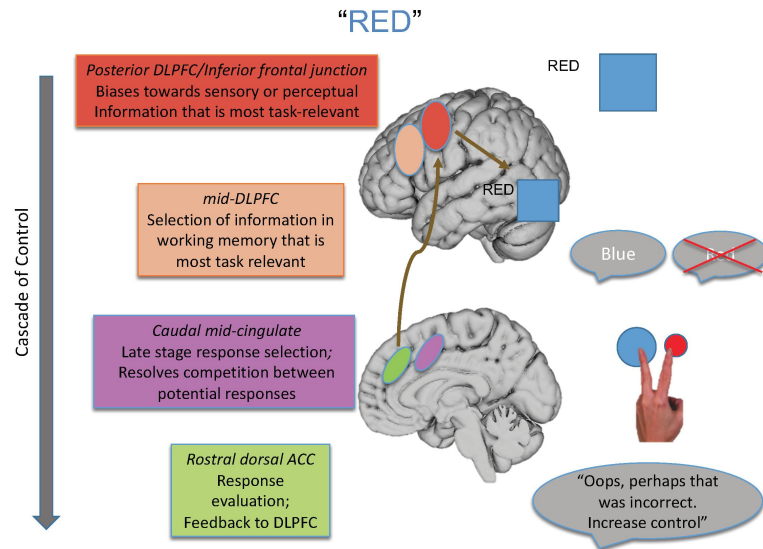 “RED”
Posterior DLPFC/Inferior frontal junction
Biases towards sensory or perceptual
Information that is most task-relevant
RED
RED
mid-DLPFC
Selection of information in
working memory that is
most task relevant
Blue
Red
Cascade of Control
Caudal mid-cingulate
Late stage response selection;
Resolves competition between
potential responses
Rostral dorsal ACC
Response
evaluation;
Feedback to DLPFC
“Oops, perhaps that
was incorrect.
Increase control”